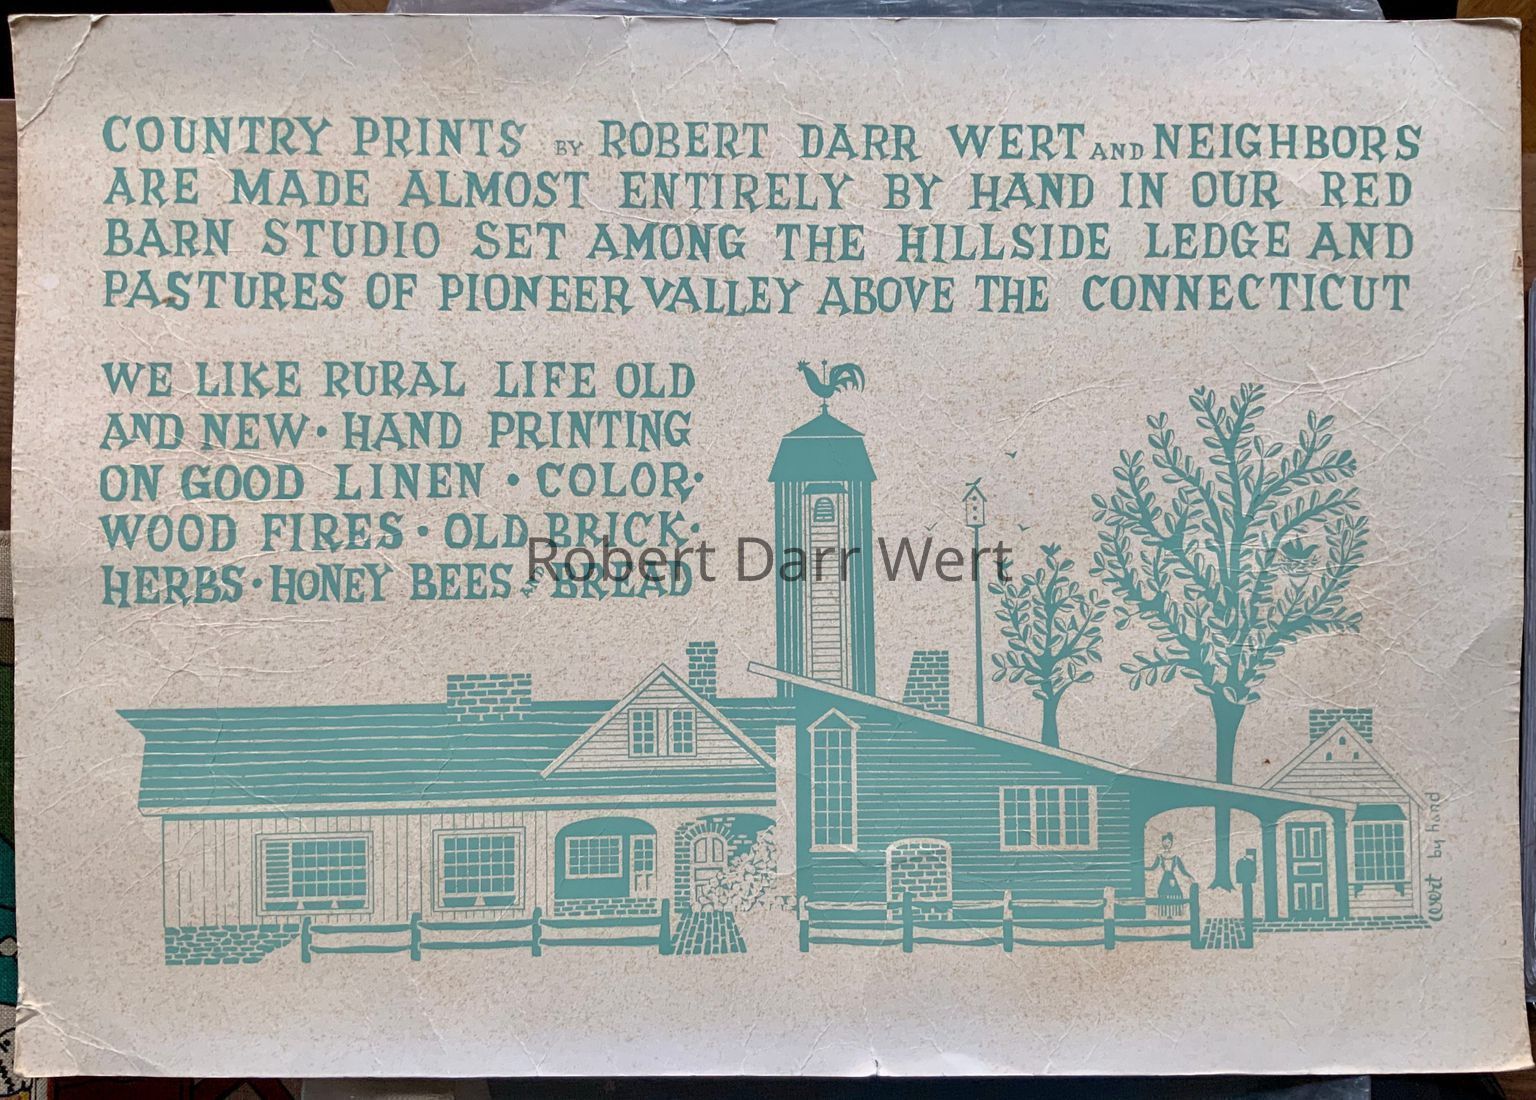 COUNTRY PRINTS BY ROBERT DARR WERT AND NEIGHBORS
ARE MADE ALMOST ENTIRELY BY HAND IN OUR RED
BARN STUDIO SET AMONG THE HILLSIDE LEDGE AND
PASTURES OF PIONEER VALLEY ABOVE THE CONNECTICUT
WE LIKE RURAL LIFE OLD
AND NEW · HAND PRINTING
ON GOOD LINEN · COLOR ·
WOOD FIRES · OLD BRICK ·
HERBS · HONEY BEES AND BREAD
Robert Darr Wert
wert by hand